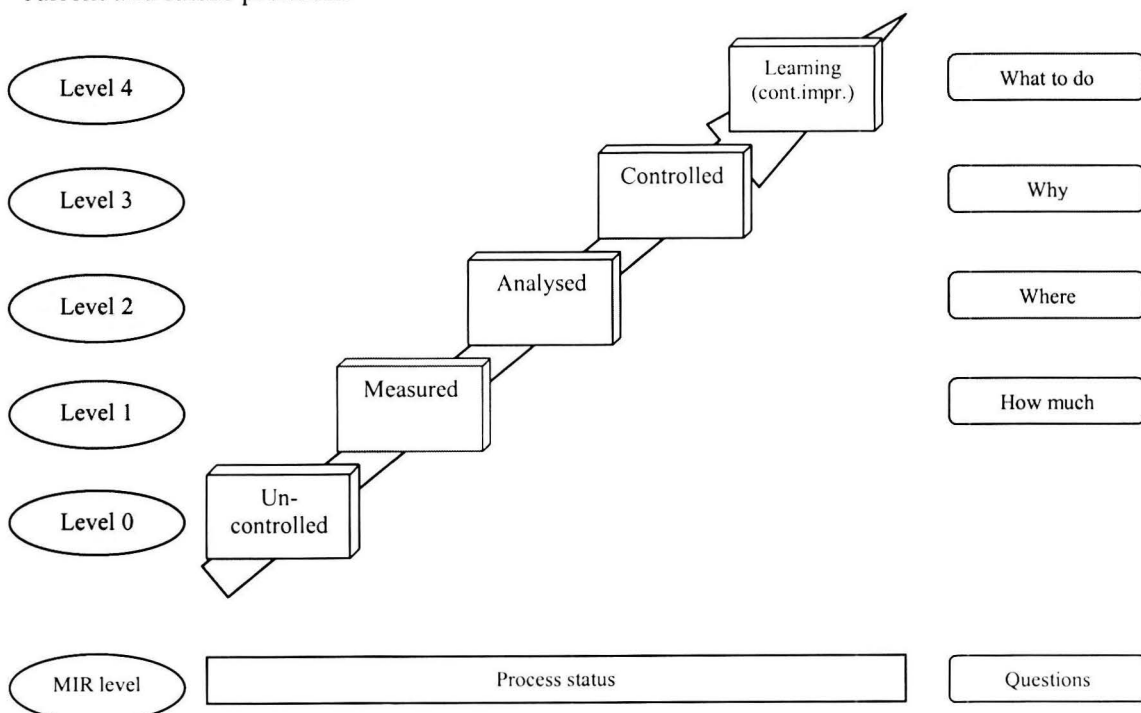 Level 4
Learning
(cont.impr.)
What to do
Level 3
Controlled
Why
Level 2
Analysed
Where
Level 1
Measured
How much
Level 0
Un-
controlled
MIR level
Process status
Questions